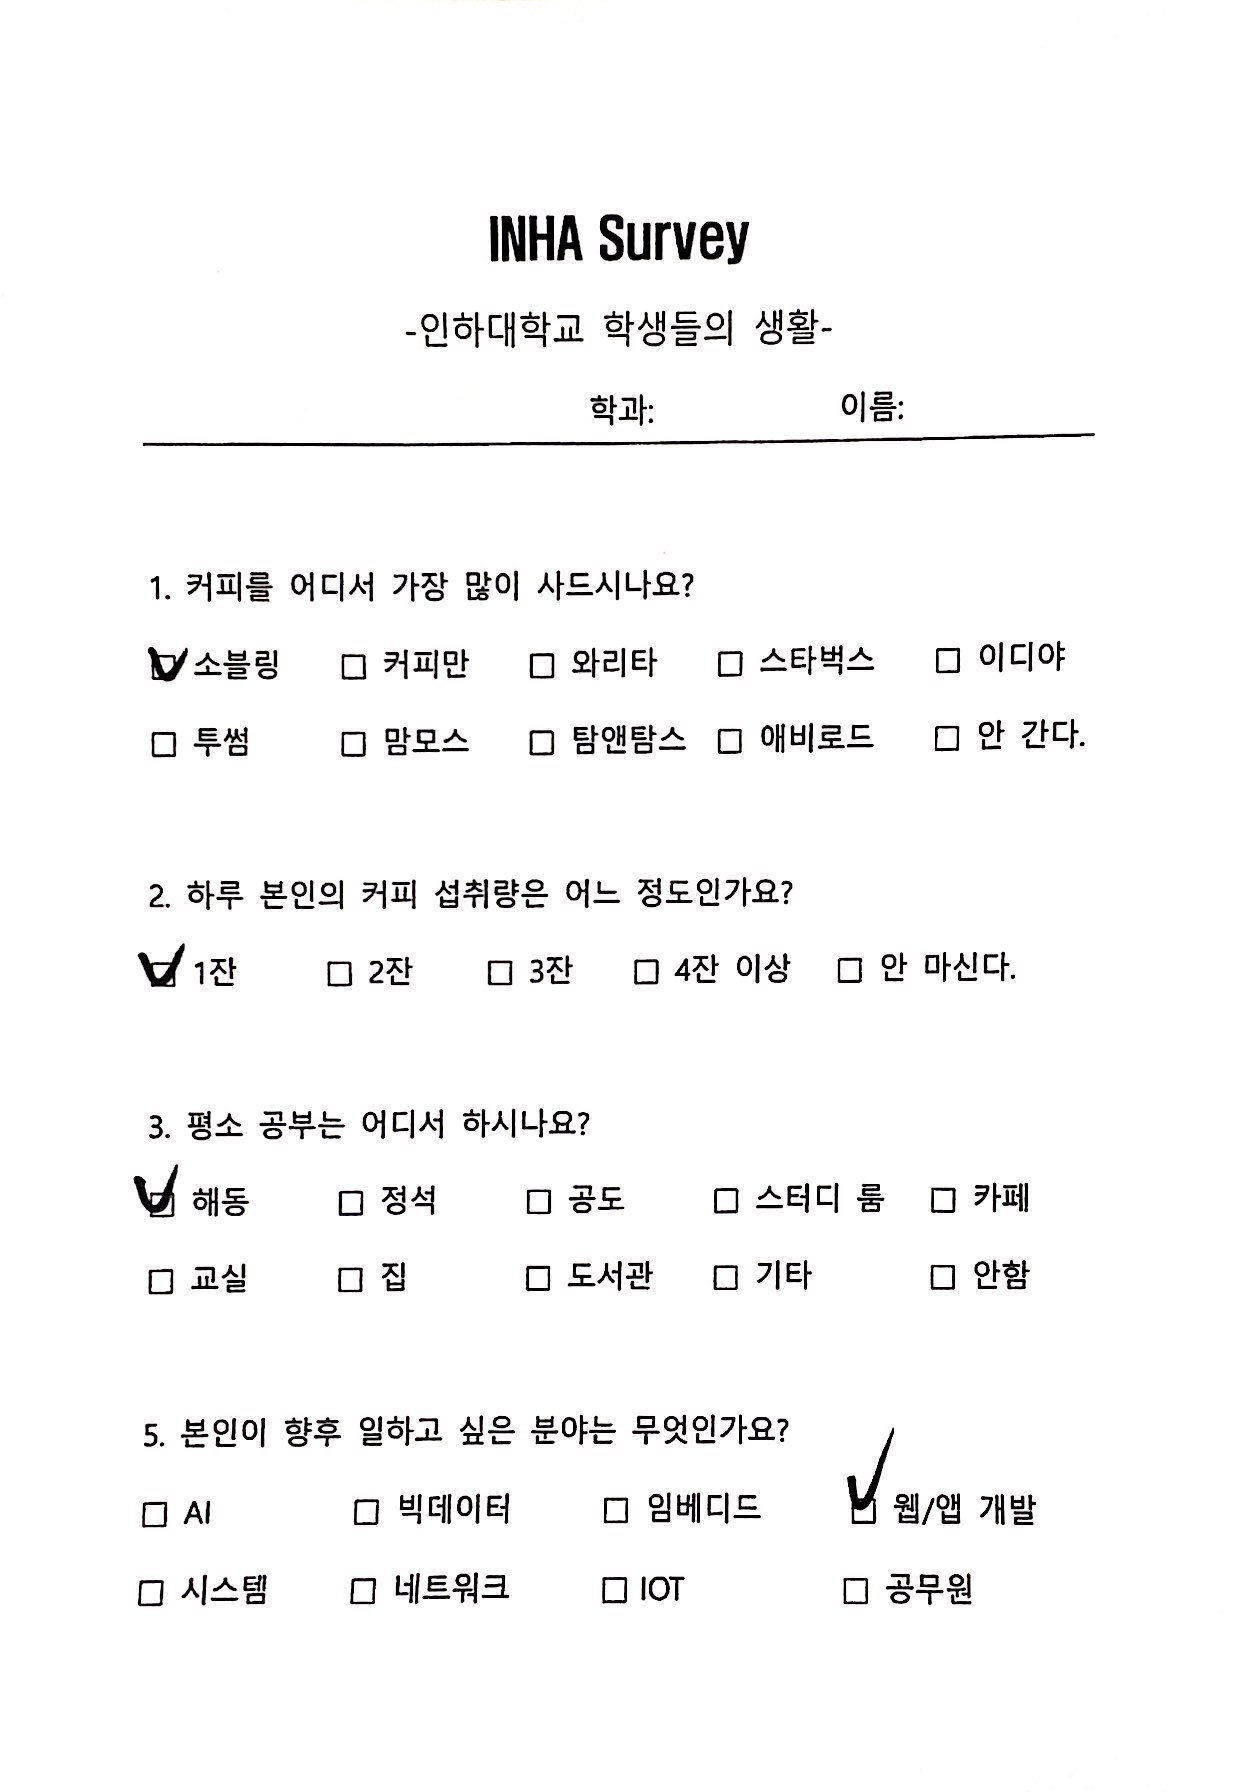 INHA Survey
-인하대학교 학생들의 생활-
학과: 이름:
1. 커피를 어디서 가장 많이 사드시나요?
☑ 소블링 ☐ 커피만 ☐ 와리타 ☐ 스타벅스 ☐ 이디야
☐ 투썸 ☐ 맘모스 ☐ 탐앤탐스 ☐ 애비로드 ☐ 안 간다.
2. 하루 본인의 커피 섭취량은 어느 정도인가요?
☑ 1잔 ☐ 2잔 ☐ 3잔 ☐ 4잔 이상 ☐ 안 마신다.
3. 평소 공부는 어디서 하시나요?
☑ 해동 ☐ 정석 ☐ 공도 ☐ 스터디 룸 ☐ 카페
☐ 교실 ☐ 집 ☐ 도서관 ☐ 기타 ☐ 안함
5. 본인이 향후 일하고 싶은 분야는 무엇인가요?
☐ AI ☐ 빅데이터 ☐ 임베디드 ☑ 웹/앱 개발
☐ 시스템 ☐ 네트워크 ☐ IOT ☐ 공무원